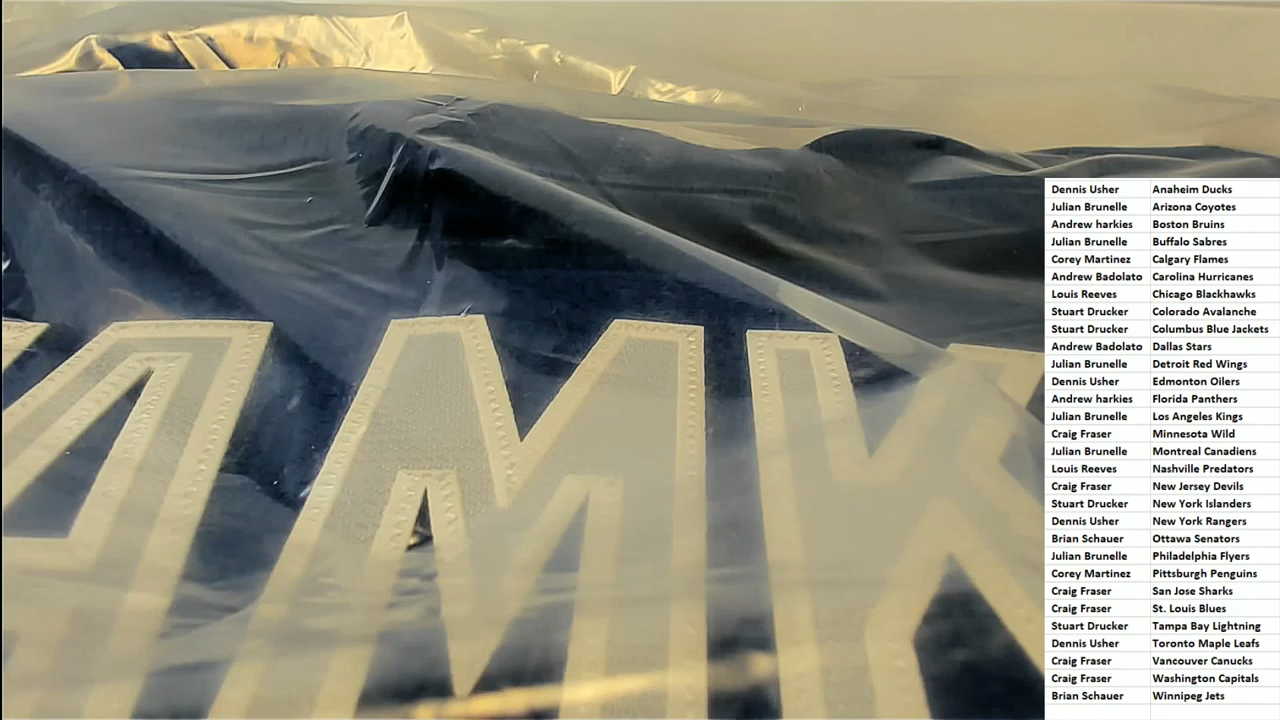 AMK
Dennis Usher Anaheim Ducks
Julian Brunelle Arizona Coyotes
Andrew harkies Boston Bruins
Julian Brunelle Buffalo Sabres
Corey Martinez Calgary Flames
Andrew Badolato Carolina Hurricanes
Louis Reeves Chicago Blackhawks
Stuart Drucker Colorado Avalanche
Stuart Drucker Columbus Blue Jackets
Andrew Badolato Dallas Stars
Julian Brunelle Detroit Red Wings
Dennis Usher Edmonton Oilers
Andrew harkies Florida Panthers
Julian Brunelle Los Angeles Kings
Craig Fraser Minnesota Wild
Julian Brunelle Montreal Canadiens
Louis Reeves Nashville Predators
Craig Fraser New Jersey Devils
Stuart Drucker New York Islanders
Dennis Usher New York Rangers
Brian Schauer Ottawa Senators
Julian Brunelle Philadelphia Flyers
Corey Martinez Pittsburgh Penguins
Craig Fraser San Jose Sharks
Craig Fraser St. Louis Blues
Stuart Drucker Tampa Bay Lightning
Dennis Usher Toronto Maple Leafs
Craig Fraser Vancouver Canucks
Craig Fraser Washington Capitals
Brian Schauer Winnipeg Jets